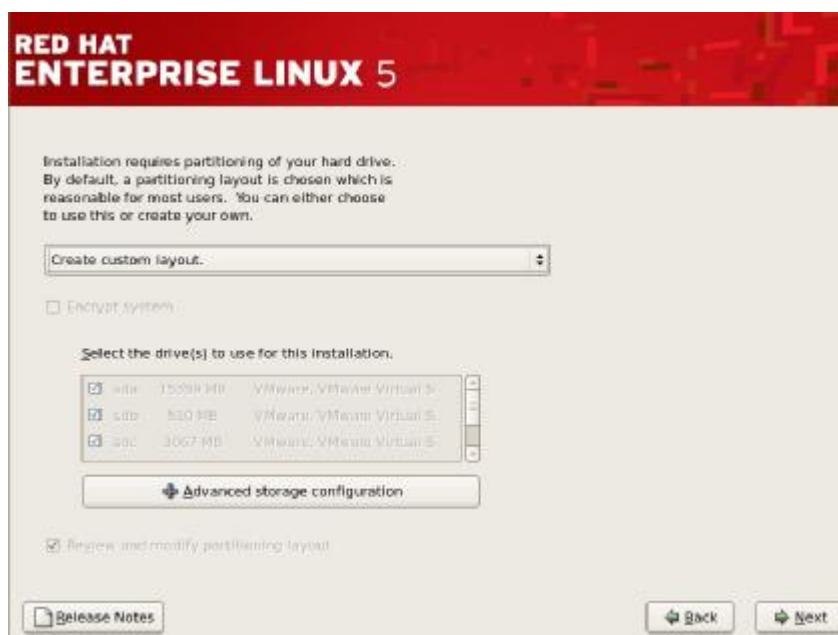 RED HAT
ENTERPRISE LINUX 5
Installation requires partitioning of your hard drive.
By default, a partitioning layout is chosen which is
reasonable for most users. You can either choose
to use this or create your own.
Create custom layout.
Encrypt system
Select the drive(s) to use for this installation.
sda MB VMware, VMware Virtual S
sdb 510 MB VMware, VMware Virtual S
sdc 3067 MB VMware, VMware Virtual S
Advanced storage configuration
Review and modify partitioning layout
Release Notes
Back
Next